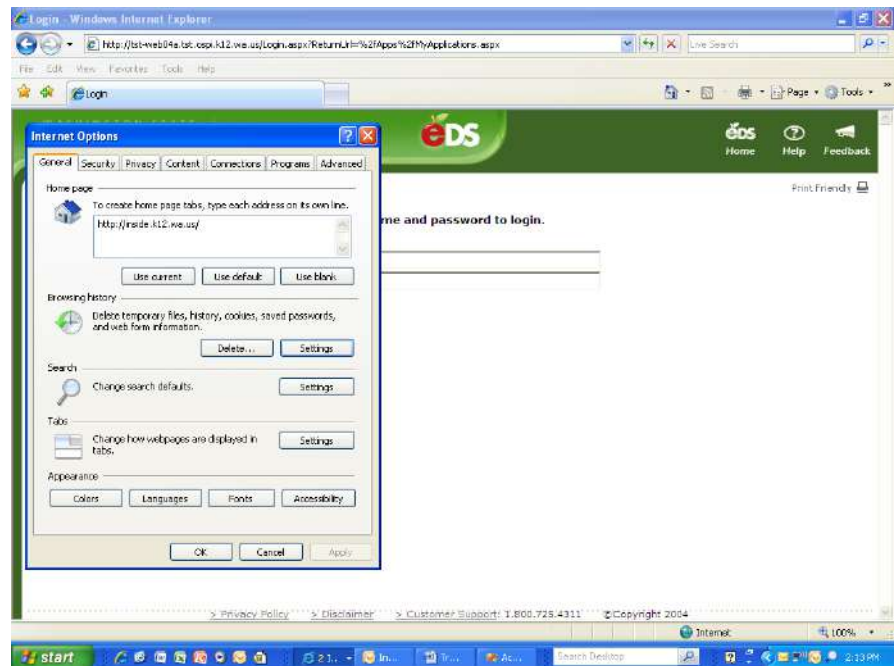 Login - Windows Internet Explorer
http://tst-web04a.tst.ospi.k12.wa.us/Login.aspx?ReturnUrl=%2fApps%2fMyApplications.aspx
Live Search
File Edit View Favorites Tools Help
Login
Page Tools
Internet Options
eDS
eDS Home Help Feedback
General Security Privacy Content Connections Programs Advanced
Print Friendly
Home page
To create home page tabs, type each address on its own line.
me and password to login.
http://inside.k12.wa.us/
Use current Use default Use blank
Browsing history
Delete temporary files, history, cookies, saved passwords,
and web form information.
Delete... Settings
Search
Change search defaults. Settings
Tabs
Change how webpages are displayed in
tabs.
Settings
Appearance
Colors Languages Fonts Accessibility
OK Cancel Apply
> Privacy Policy > Disclaimer > Customer Support: 1.800.725.4311 ©Copyright 2004
Internet 100%
start 2 I.. In... Tr... Ac... Search Desktop 2:13 PM